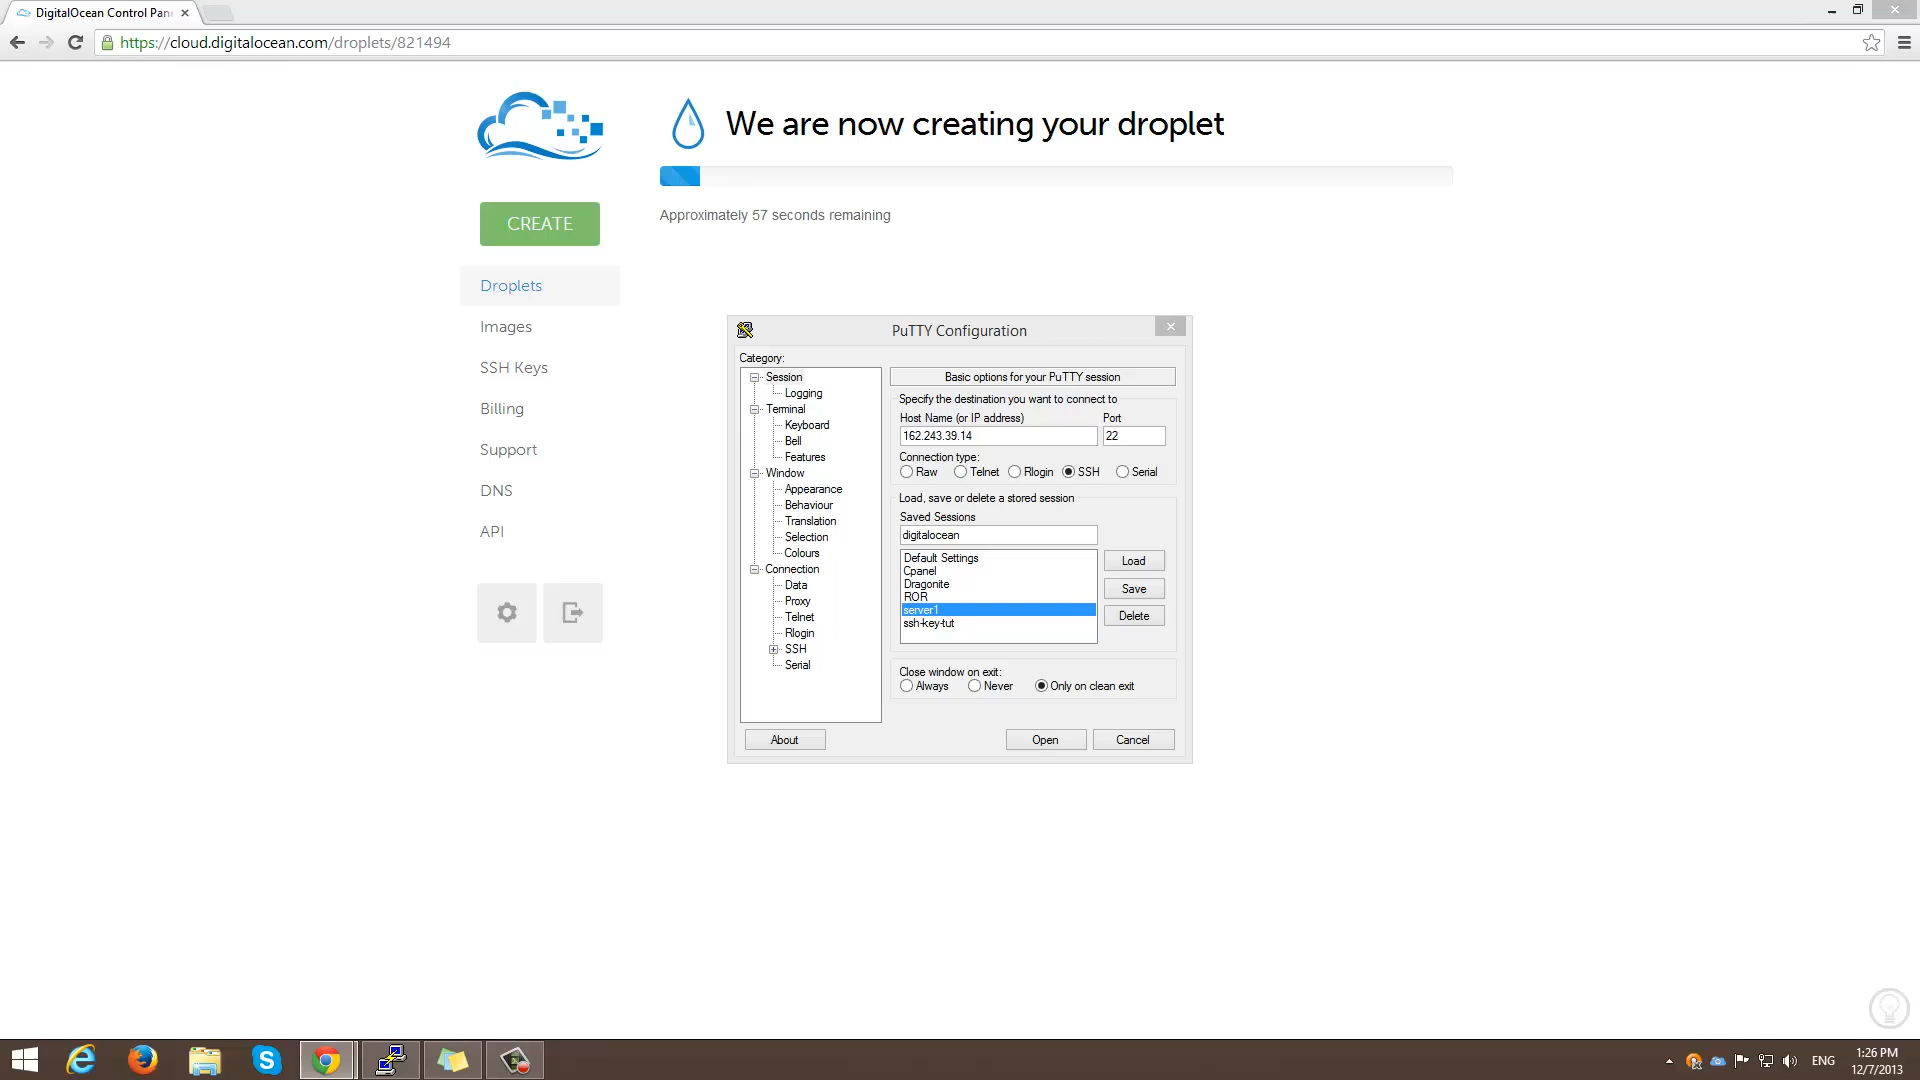 DigitalOcean Control Pan
https://cloud.digitalocean.com/droplets/821494
We are now creating your droplet
Approximately 57 seconds remaining
CREATE
Droplets
Images
SSH Keys
Billing
Support
DNS
API
PuTTY Configuration
Category:
Session
Logging
Terminal
Keyboard
Bell
Features
Window
Appearance
Behaviour
Translation
Selection
Colours
Connection
Data
Proxy
Telnet
Rlogin
SSH
Serial
Basic options for your PuTTY session
Specify the destination you want to connect to
Host Name (or IP address) Port
162.243.39.14 22
Connection type:
Raw Telnet Rlogin SSH Serial
Load, save or delete a stored session
Saved Sessions
digitalocean
Default Settings
Cpanel
Dragonite
ROR
server1
ssh-key-tut
Load
Save
Delete
Close window on exit:
Always Never Only on clean exit
About Open Cancel
ENG
1:26 PM
12/7/2013